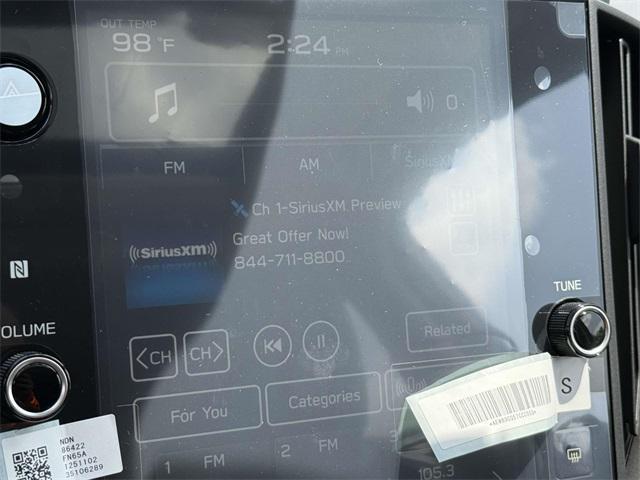 OUT TEMP
98 °F
2:24 PM
0
FM
AM
SiriusXM
Ch 1-SiriusXM Preview
Great Offer Now!
844-711-8800
((SiriusXM))
N
TUNE
VOLUME
<CH
CH>
Related
For You
Categories
S
1 FM
2 FM
105.3
NDN
86422
FN65A
1251102
35106289